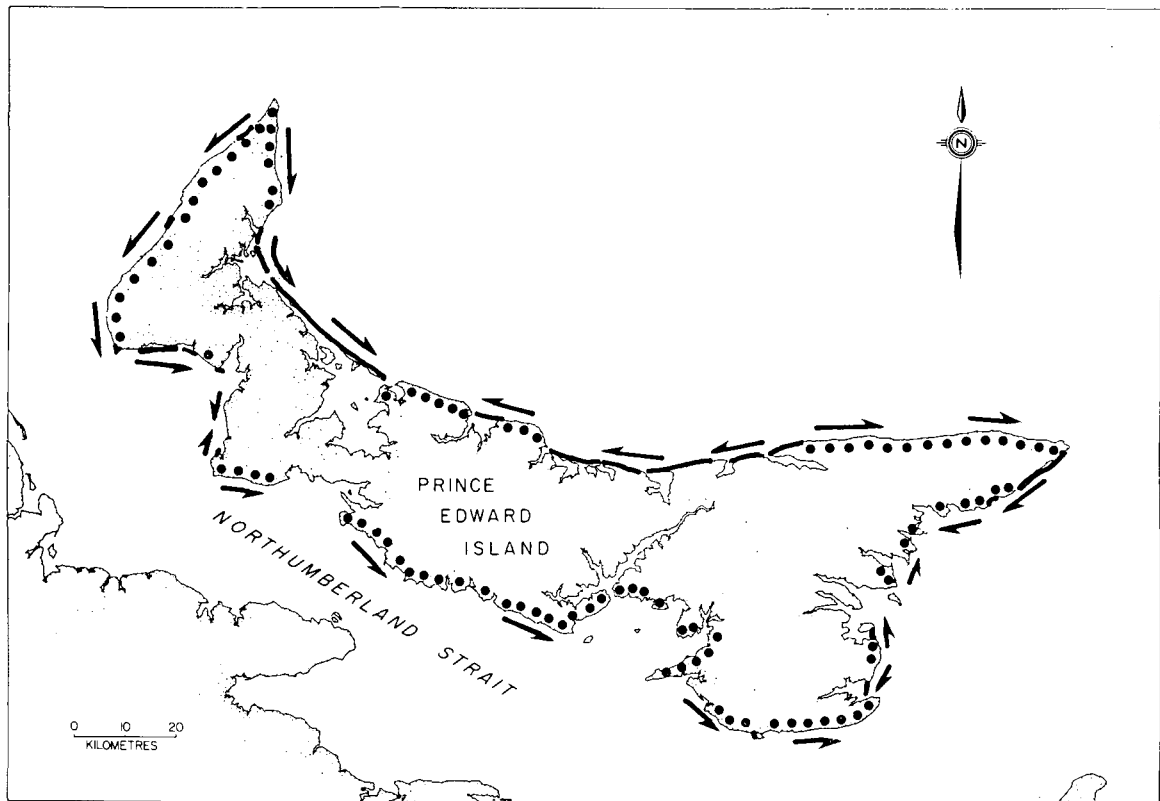 N
PRINCE
EDWARD
ISLAND
NORTHUMBERLAND STRAIT
0 10 20
KILOMETRES